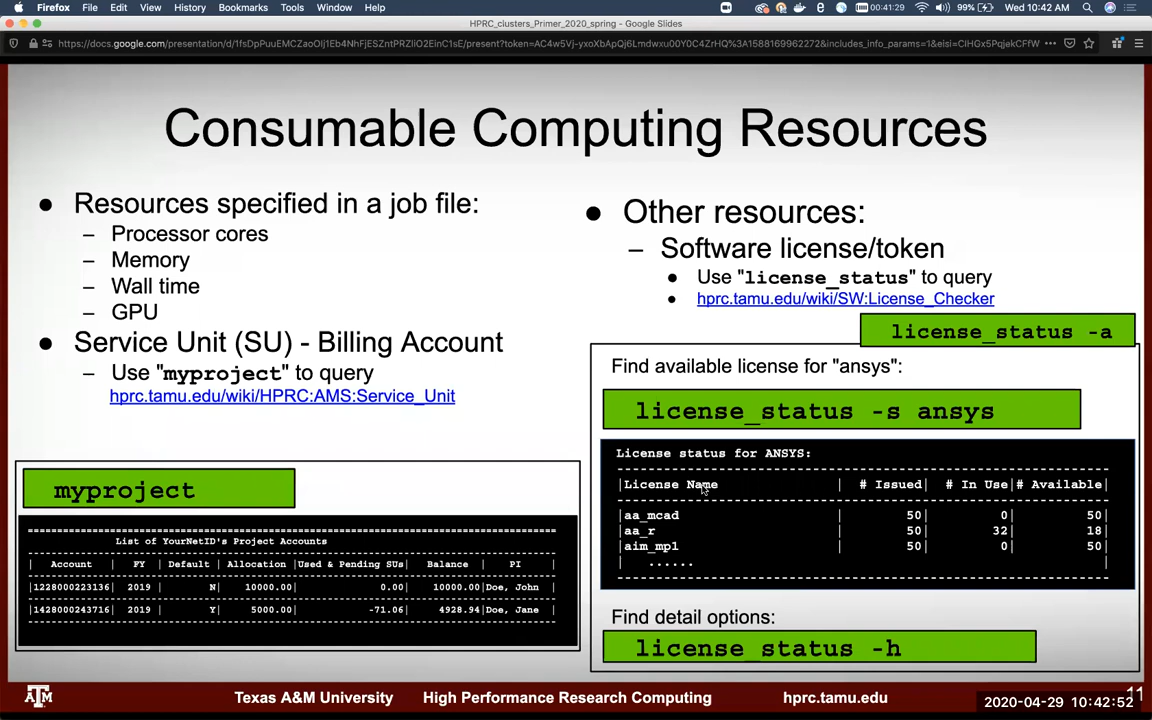 Firefox File Edit View History Bookmarks Tools Window Help 00:41:29 99% Wed 10:42 AM
HPRC_clusters_Primer_2020_spring - Google Slides
Consumable Computing Resources
● Resources specified in a job file:
– Processor cores
– Memory
– Wall time
– GPU
● Service Unit (SU) - Billing Account
– Use "myproject" to query
hprc.tamu.edu/wiki/HPRC:AMS:Service_Unit
myproject
List of YourNetID's Project Accounts
| Account | FY | Default | Allocation |Used & Pending SUs| Balance | PI |
|1228000223136| 2019 | N| 10000.00| 0.00| 10000.00|Doe, John |
|1428000243716| 2019 | Y| 5000.00| -71.06| 4928.94|Doe, Jane |
● Other resources:
– Software license/token
● Use "license_status" to query
● hprc.tamu.edu/wiki/SW:License_Checker
license_status -a
Find available license for "ansys":
license_status -s ansys
License status for ANSYS:
|License Name | # Issued| # In Use|# Available|
|aa_mcad | 50| 0| 50|
|aa_r | 50| 32| 18|
|aim_mp1 | 50| 0| 50|
| ......
Find detail options:
license_status -h
Texas A&M University High Performance Research Computing hprc.tamu.edu
11
2020-04-29 10:42:52